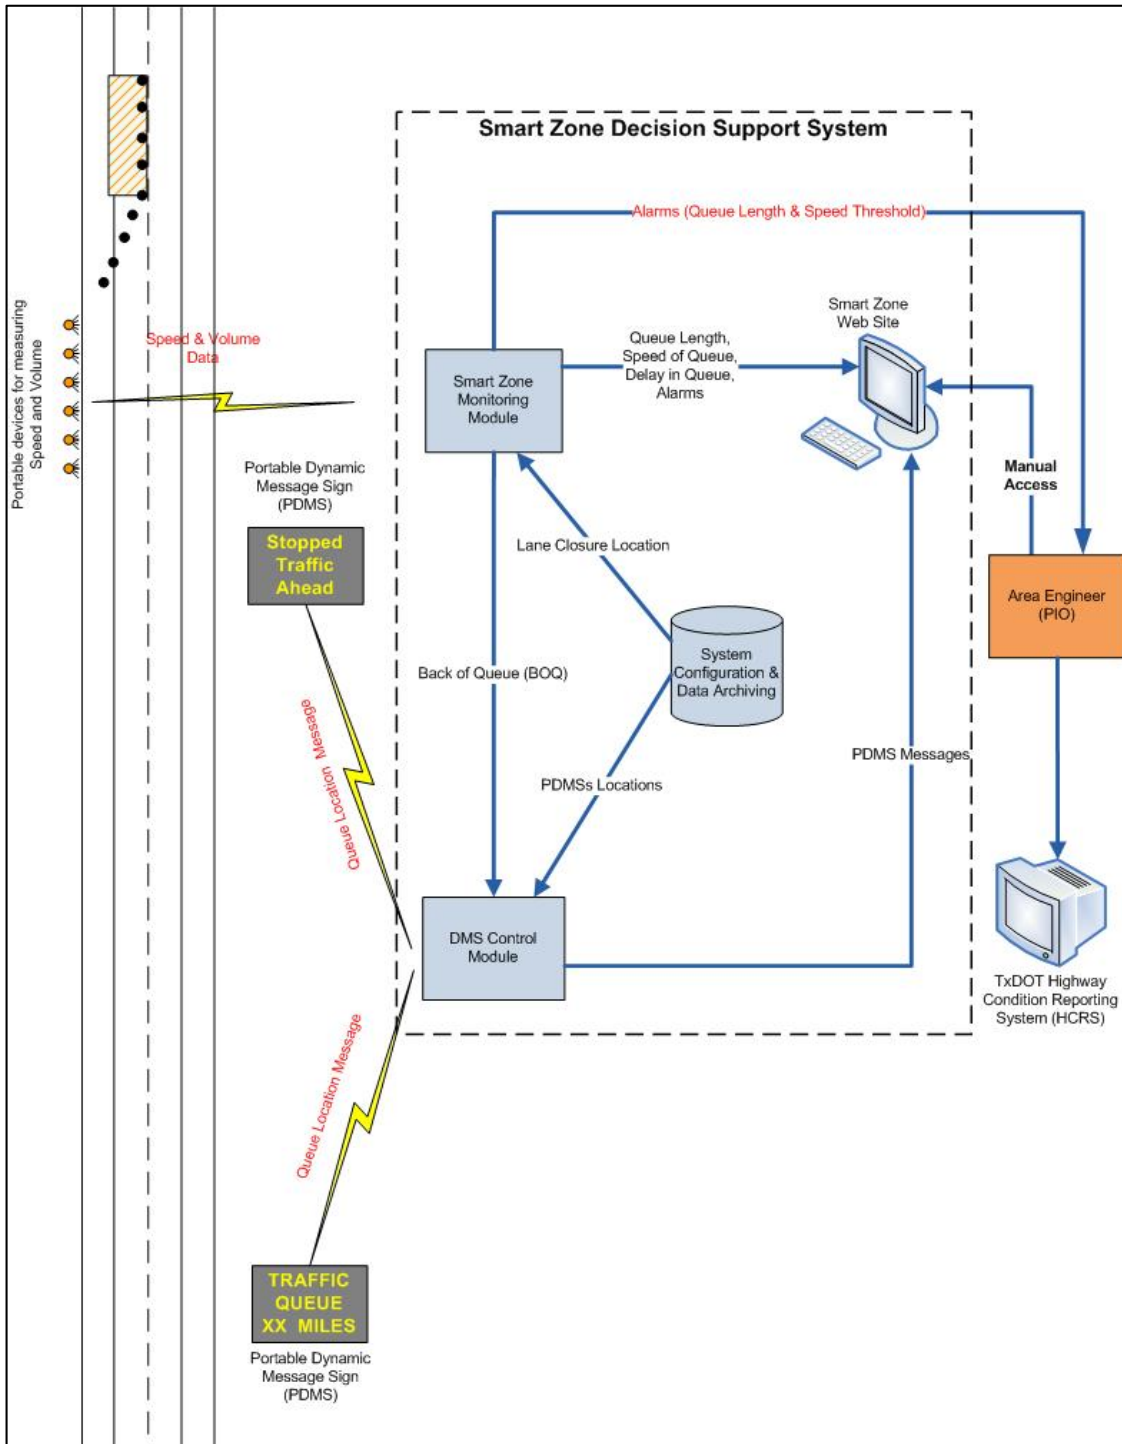 Smart Zone Decision Support System
Alarms (Queue Length & Speed Threshold)
Smart Zone
Web Site
Portable devices for measuring
Speed and Volume
Speed & Volume
Data
Queue Length,
Speed of Queue,
Delay in Queue,
Alarms
Smart Zone
Monitoring
Module
Manual
Access
Portable Dynamic
Message Sign
(PDMS)
Stopped
Traffic
Ahead
Lane Closure Location
Area Engineer
(PIO)
System
Configuration &
Data Archiving
Back of Queue (BOQ)
Queue Location Message
PDMS Messages
PDMSs Locations
DMS Control
Module
TxDOT Highway
Condition Reporting
System (HCRS)
Queue Location Message
TRAFFIC
QUEUE
XX MILES
Portable Dynamic
Message Sign
(PDMS)